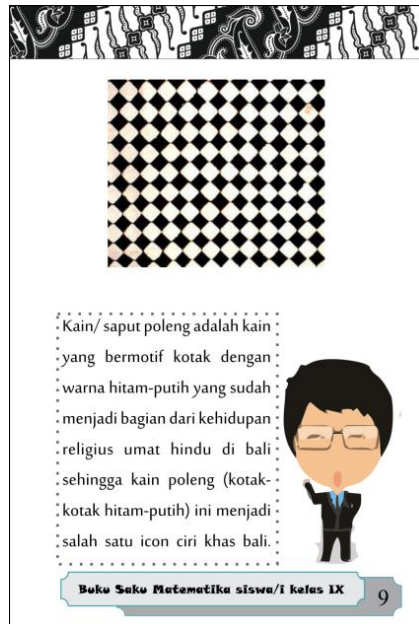 Kain/ saput poleng adalah kain
yang bermotif kotak dengan
warna hitam-putih yang sudah
menjadi bagian dari kehidupan
religius umat hindu di bali
sehingga kain poleng (kotak-
kotak hitam-putih) ini menjadi
salah satu icon ciri khas bali.
Buku Saku Matematika siswa/i kelas IX
9